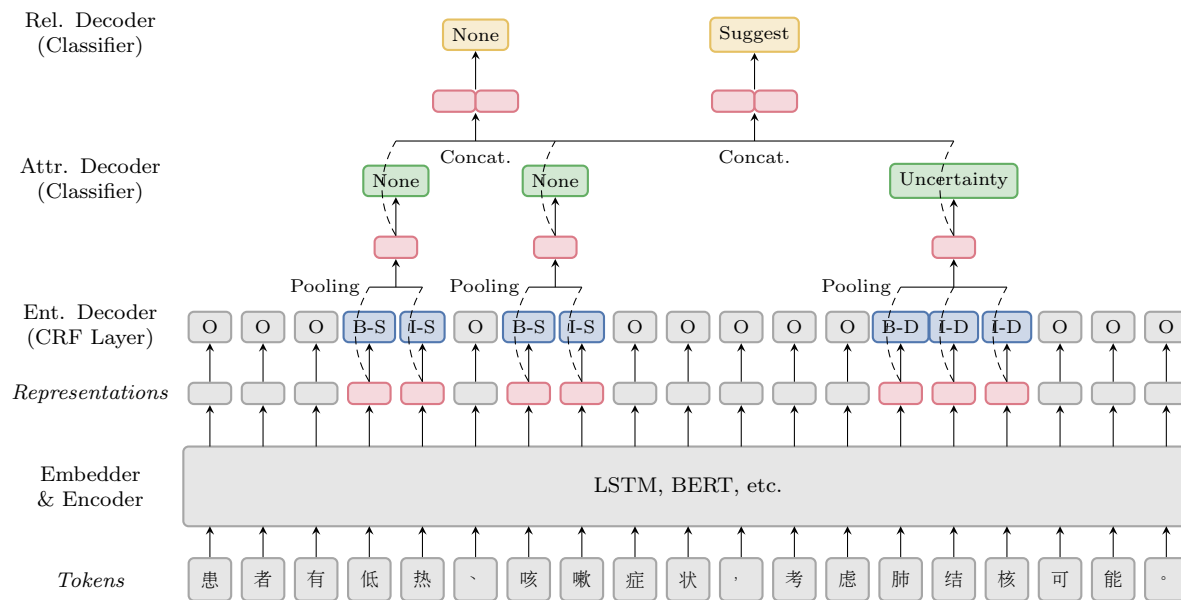 Rel. Decoder
(Classifier)
None
Suggest
Concat.
Concat.
Attr. Decoder
(Classifier)
None
None
Uncertainty
Pooling
Pooling
Pooling
Ent. Decoder
(CRF Layer)
O O O B-S I-S O B-S I-S O O O O O B-D I-D I-D O O O
Representations
Embedder
& Encoder
LSTM, BERT, etc.
Tokens
患 者 有 低 热 、 咳 嗽 症 状 , 考 虑 肺 结 核 可 能 。